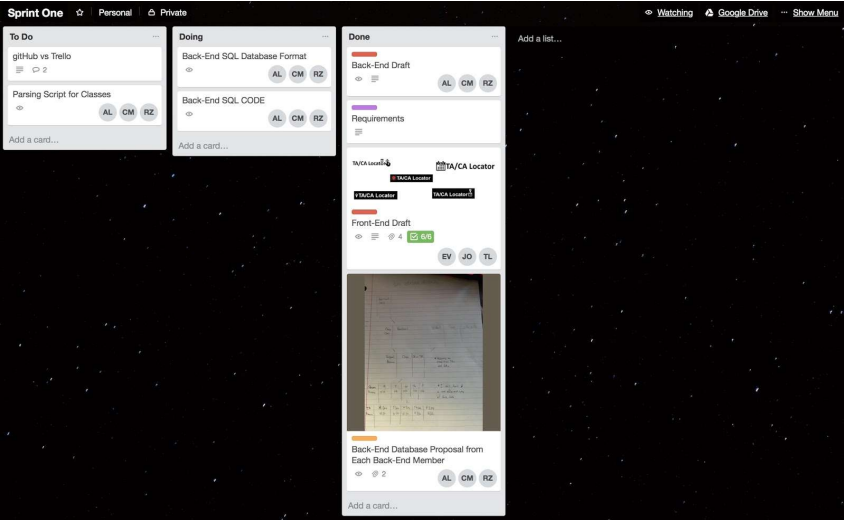 Sprint One
Personal
Private
Watching
Google Drive
Show Menu
To Do
gitHub vs Trello
2
Parsing Script for Classes
AL CM RZ
Add a card…
Doing
Back-End SQL Database Format
AL CM RZ
Back-End SQL CODE
AL CM RZ
Add a card…
Done
Back-End Draft
AL CM RZ
Requirements
TA/CA Locator
TA/CA Locator
TA/CA Locator
TA/CA Locator
TA/CA Locator
Front-End Draft
4 6/6
EV JO TL
Back-End Database Proposal from
Each Back-End Member
2
AL CM RZ
Add a card…
Add a list…